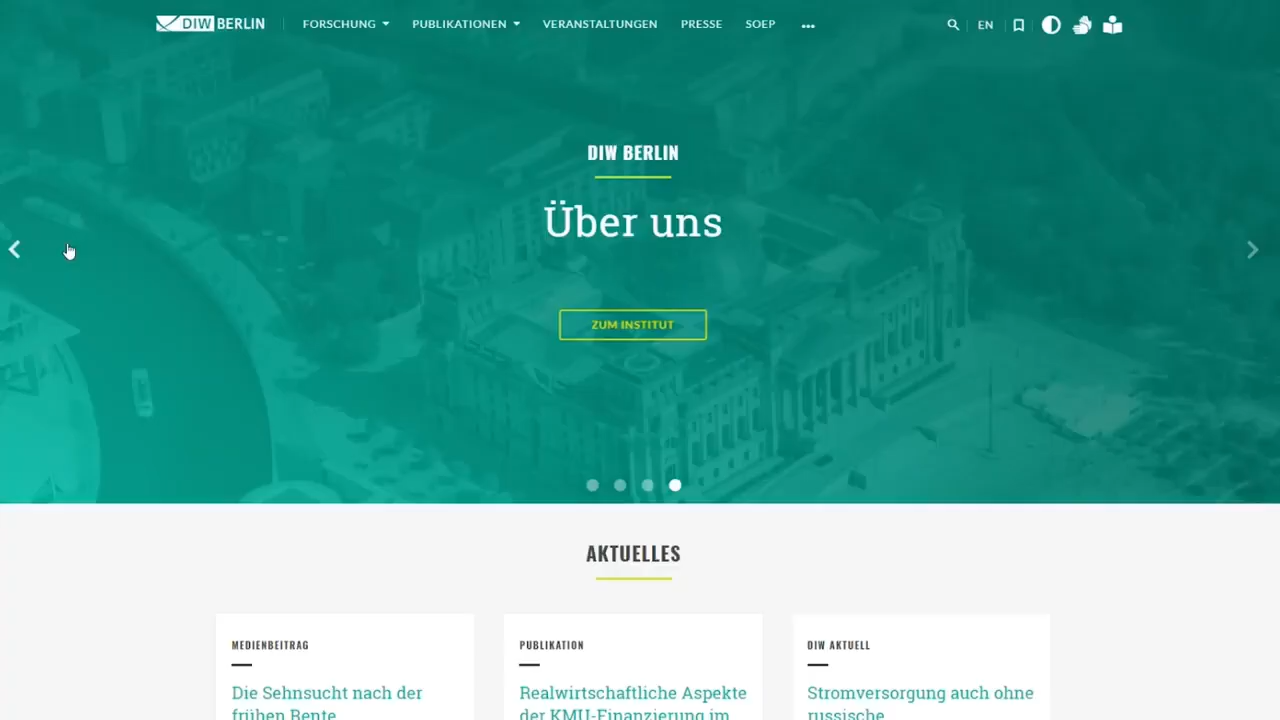 DIW BERLIN
FORSCHUNG
PUBLIKATIONEN
VERANSTALTUNGEN
PRESSE
SOEP
EN
DIW BERLIN
Über uns
ZUM INSTITUT
AKTUELLES
MEDIENBEITRAG
Die Sehnsucht nach der
frühen Rente
PUBLIKATION
Realwirtschaftliche Aspekte
der KMU-Finanzierung im
DIW AKTUELL
Stromversorgung auch ohne
russische